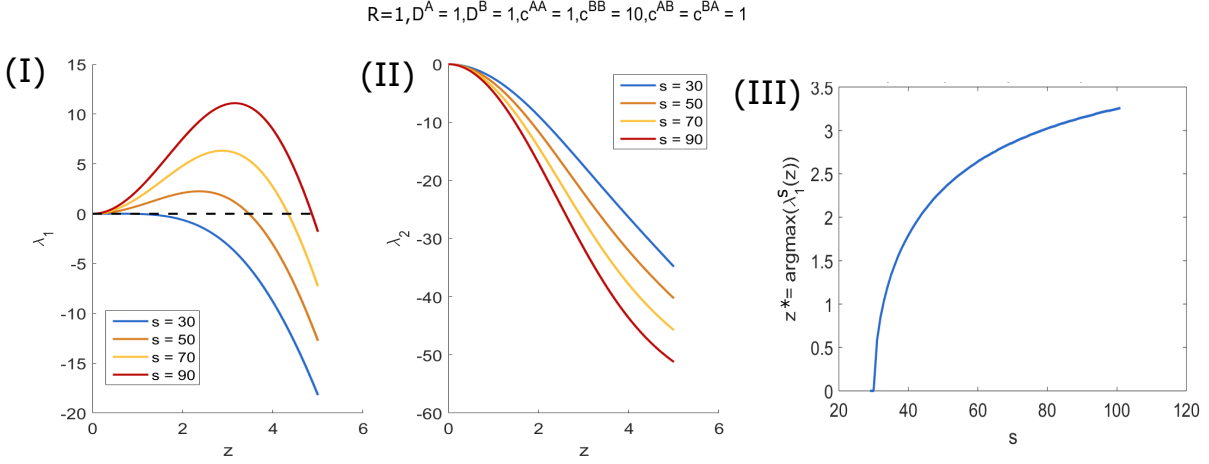 R=1,D^A = 1,D^B = 1,c^AA = 1,c^BB = 10,c^AB = c^BA = 1
(I)
15
10
5
0
-5
-10
-15
-20
0
2
4
6
λ_1
z
s = 30
s = 50
s = 70
s = 90
(II)
0
-10
-20
-30
-40
-50
-60
0
2
4
6
λ_2
z
s = 30
s = 50
s = 70
s = 90
(III)
3.5
3
2.5
2
1.5
1
0.5
0
20
40
60
80
100
120
z*= argmax(λ_1^s(z))
s